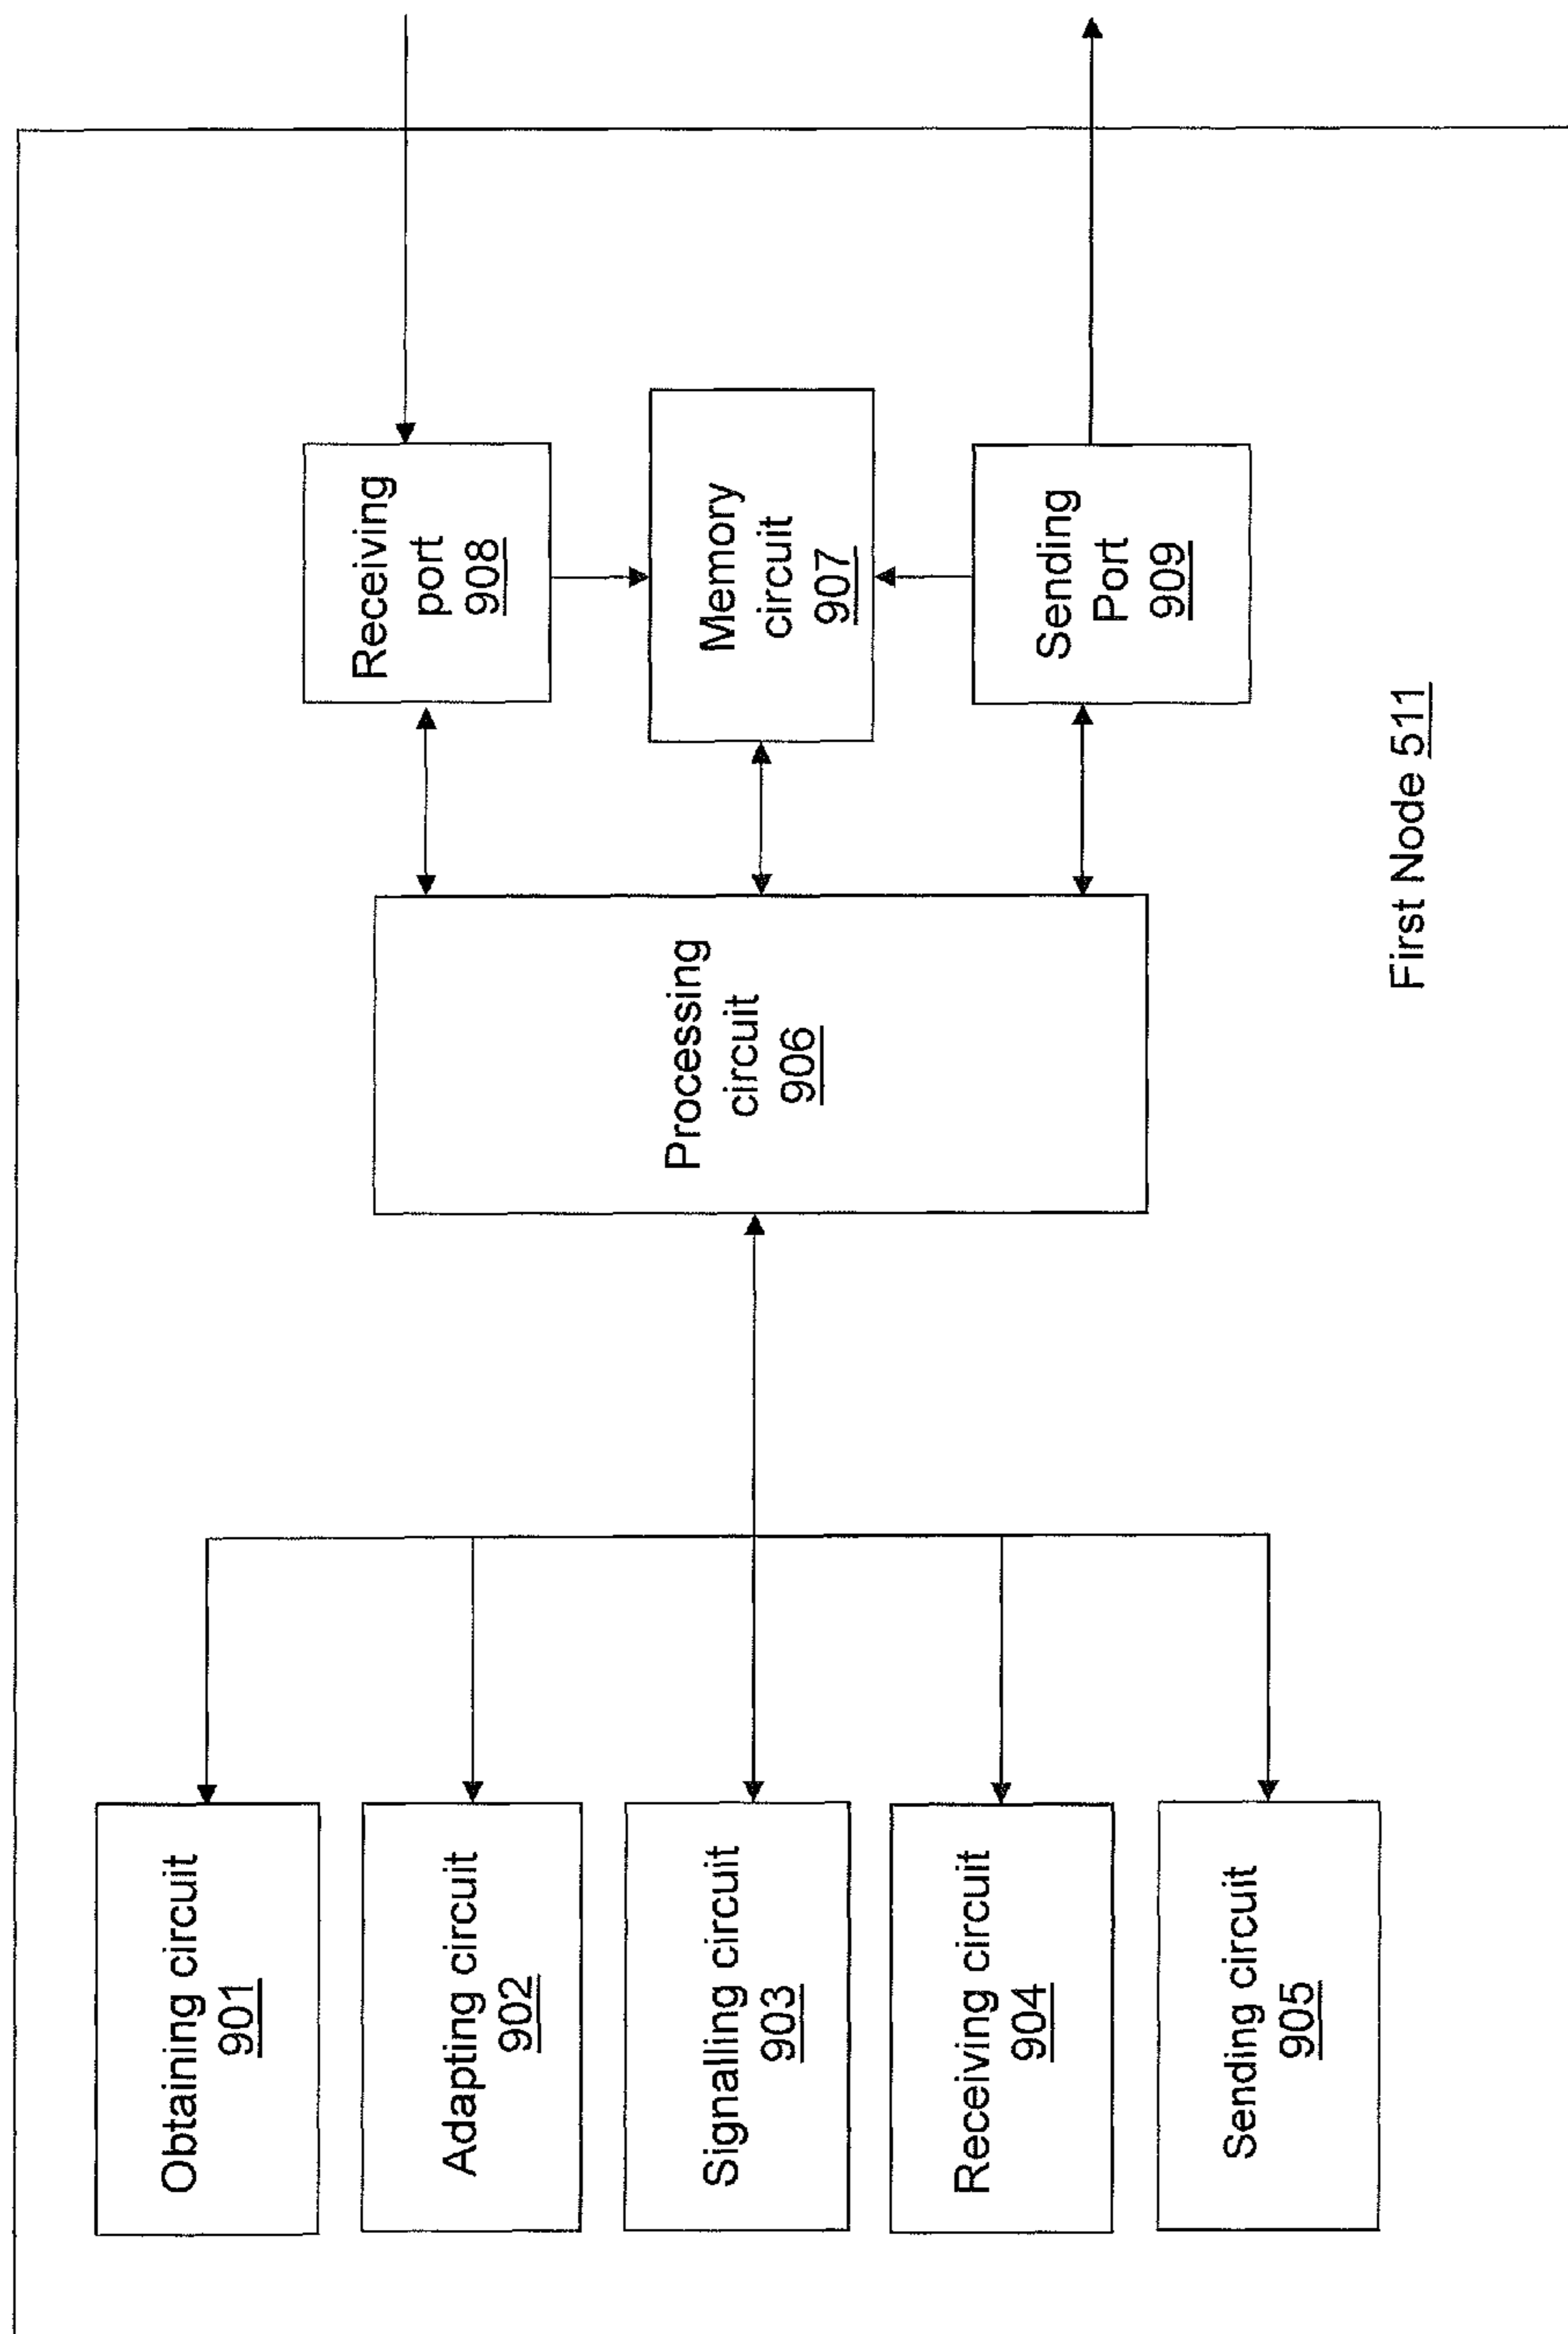 Obtaining circuit
901
Adapting circuit
902
Signalling circuit
903
Receiving circuit
904
Sending circuit
905
Processing
circuit
906
Receiving
port
908
Memory
circuit
907
Sending
Port
909
First Node 511